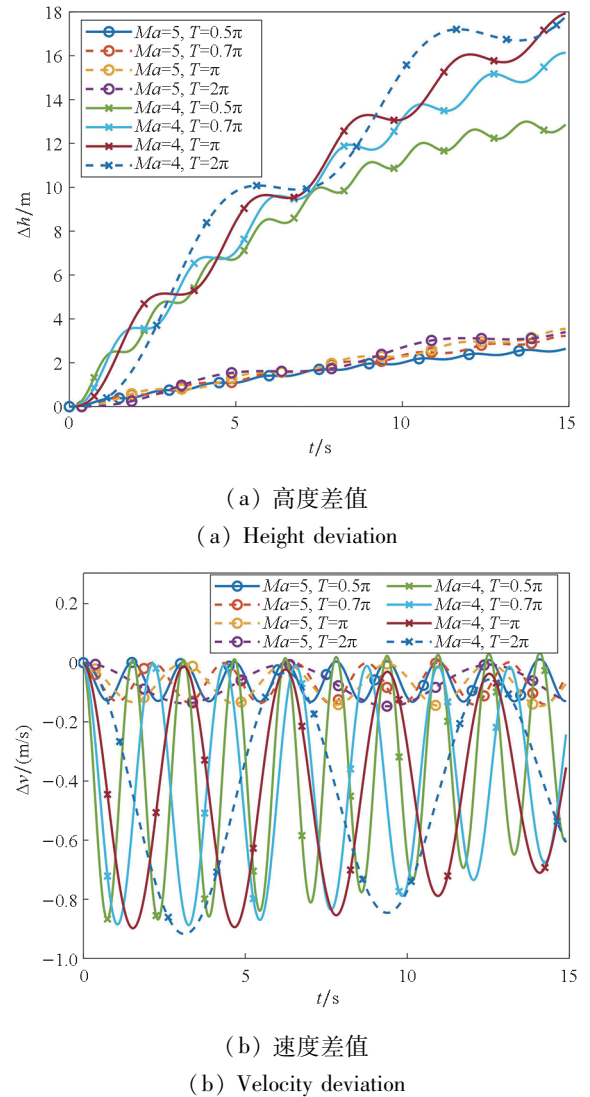 18
16
14
12
10
8
6
4
2
0
Δh/m
Ma=5, T=0.5π
Ma=5, T=0.7π
Ma=5, T=π
Ma=5, T=2π
Ma=4, T=0.5π
Ma=4, T=0.7π
Ma=4, T=π
Ma=4, T=2π
0 5 10 15
t/s
(a) 高度差值
(a) Height deviation
Ma=5, T=0.5π Ma=4, T=0.5π
Ma=5, T=0.7π Ma=4, T=0.7π
Ma=5, T=π Ma=4, T=π
Ma=5, T=2π Ma=4, T=2π
0.2
0
−0.2
−0.4
−0.6
−0.8
−1.0
Δv/(m/s)
0 5 10 15
t/s
(b) 速度差值
(b) Velocity deviation